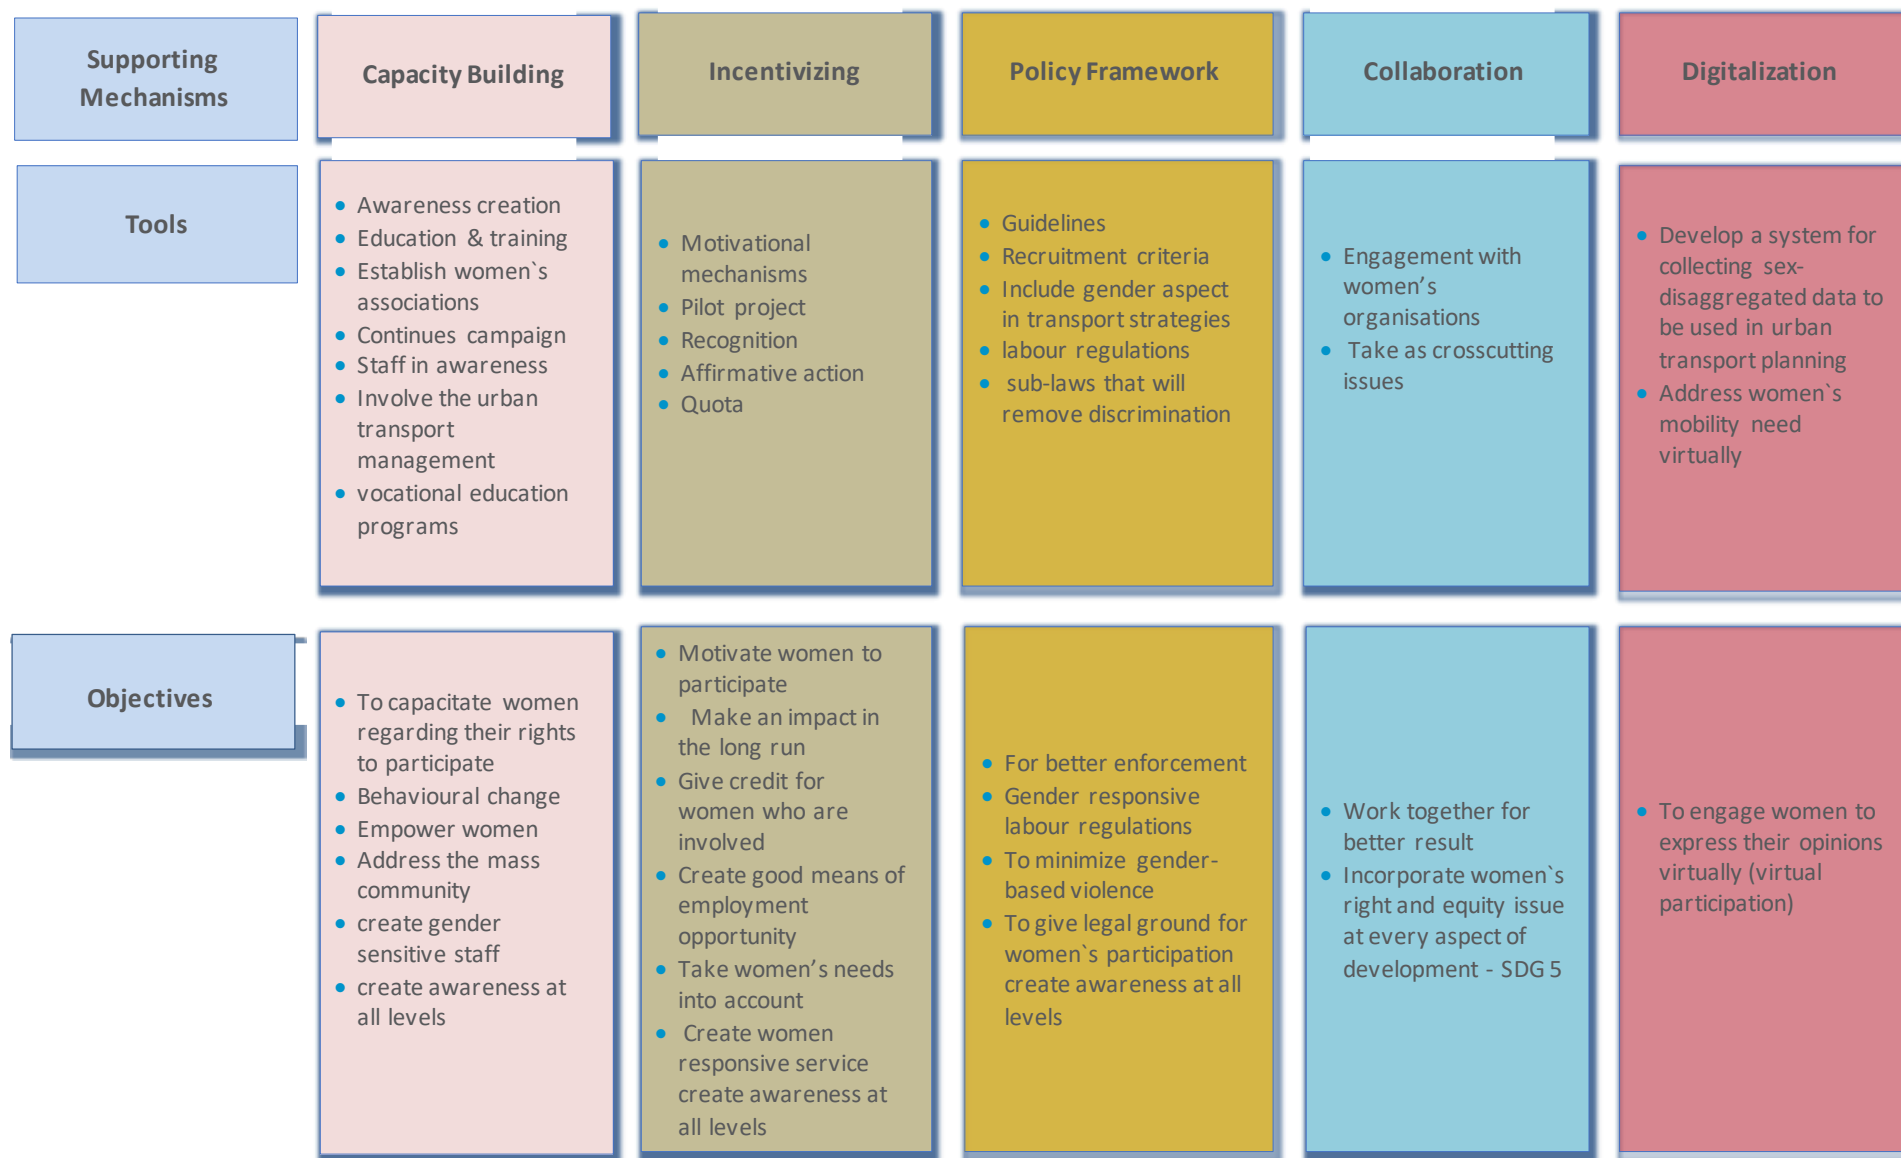 Supporting
Mechanisms
Capacity Building
Incentivizing
Policy Framework
Collaboration
Digitalization
Tools
• Awareness creation
• Education & training
• Establish women`s
associations
• Continues campaign
• Staff in awareness
• Involve the urban
transport
management
• vocational education
programs
• Motivational
mechanisms
• Pilot project
• Recognition
• Affirmative action
• Quota
• Guidelines
• Recruitment criteria
• Include gender aspect
in transport strategies
• labour regulations
• sub-laws that will
remove discrimination
• Engagement with
women’s
organisations
• Take as crosscutting
issues
• Develop a system for
collecting sex-
disaggregated data to
be used in urban
transport planning
• Address women`s
mobility need
virtually
Objectives
• To capacitate women
regarding their rights
to participate
• Behavioural change
• Empower women
• Address the mass
community
• create gender
sensitive staff
• create awareness at
all levels
• Motivate women to
participate
• Make an impact in
the long run
• Give credit for
women who are
involved
• Create good means of
employment
opportunity
• Take women’s needs
into account
• Create women
responsive service
create awareness at
all levels
• For better enforcement
• Gender responsive
labour regulations
• To minimize gender-
based violence
• To give legal ground for
women`s participation
create awareness at all
levels
• Work together for
better result
• Incorporate women`s
right and equity issue
at every aspect of
development - SDG 5
• To engage women to
express their opinions
virtually (virtual
participation)